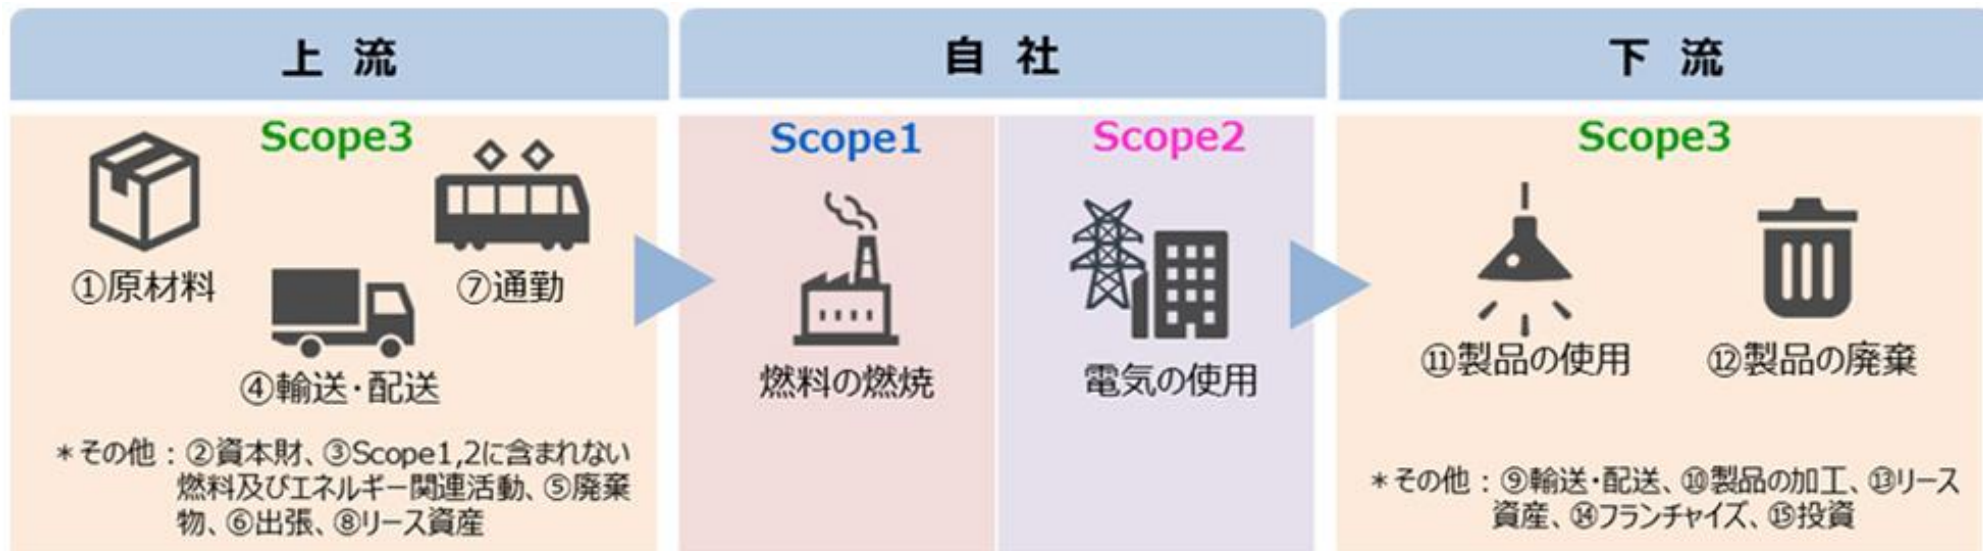 上流
Scope3
①原材料
⑦通勤
④輸送・配送
＊その他：②資本財、③Scope1,2に含まれない
燃料及びエネルギー関連活動、⑤廃棄
物、⑥出張、⑧リース資産
自社
Scope1
燃料の燃焼
Scope2
電気の使用
下流
Scope3
⑪製品の使用
⑫製品の廃棄
＊その他：⑨輸送・配送、⑩製品の加工、⑬リース
資産、⑭フランチャイズ、⑮投資